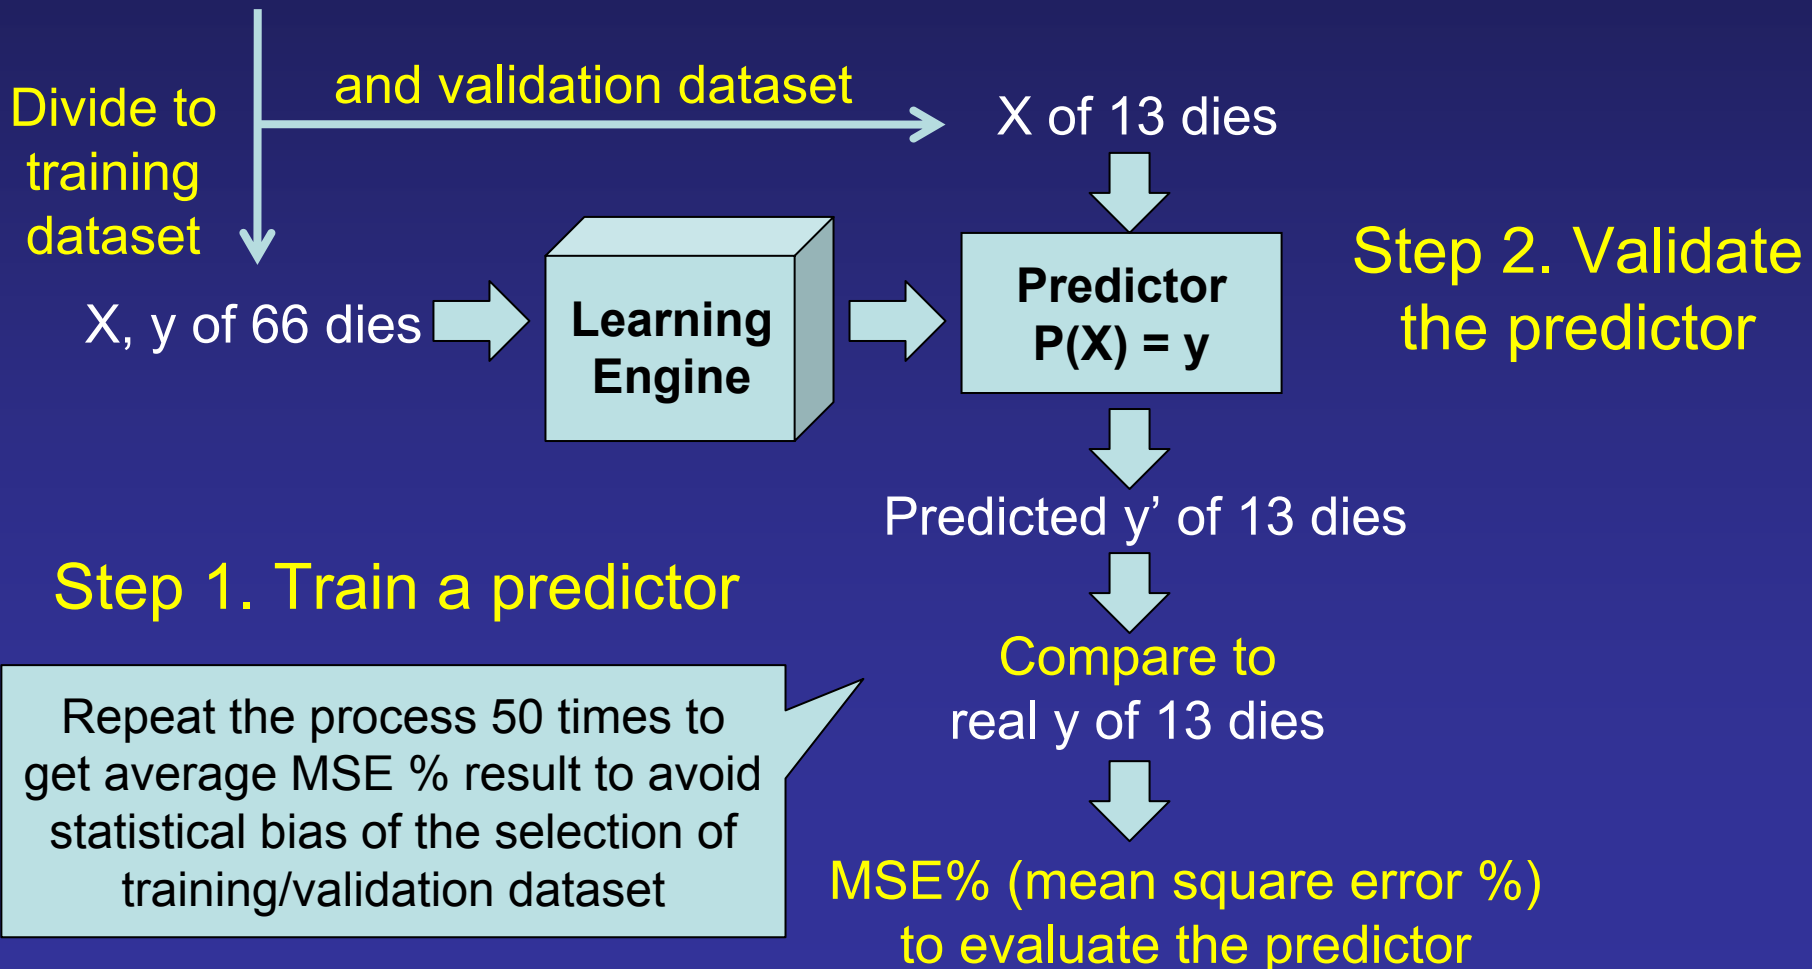 Divide to
training
dataset
and validation dataset
X of 13 dies
X, y of 66 dies
Learning
Engine
Predictor
P(X) = y
Step 2. Validate
the predictor
Predicted y’ of 13 dies
Step 1. Train a predictor
Compare to
real y of 13 dies
Repeat the process 50 times to
get average MSE % result to avoid
statistical bias of the selection of
training/validation dataset
MSE% (mean square error %)
to evaluate the predictor